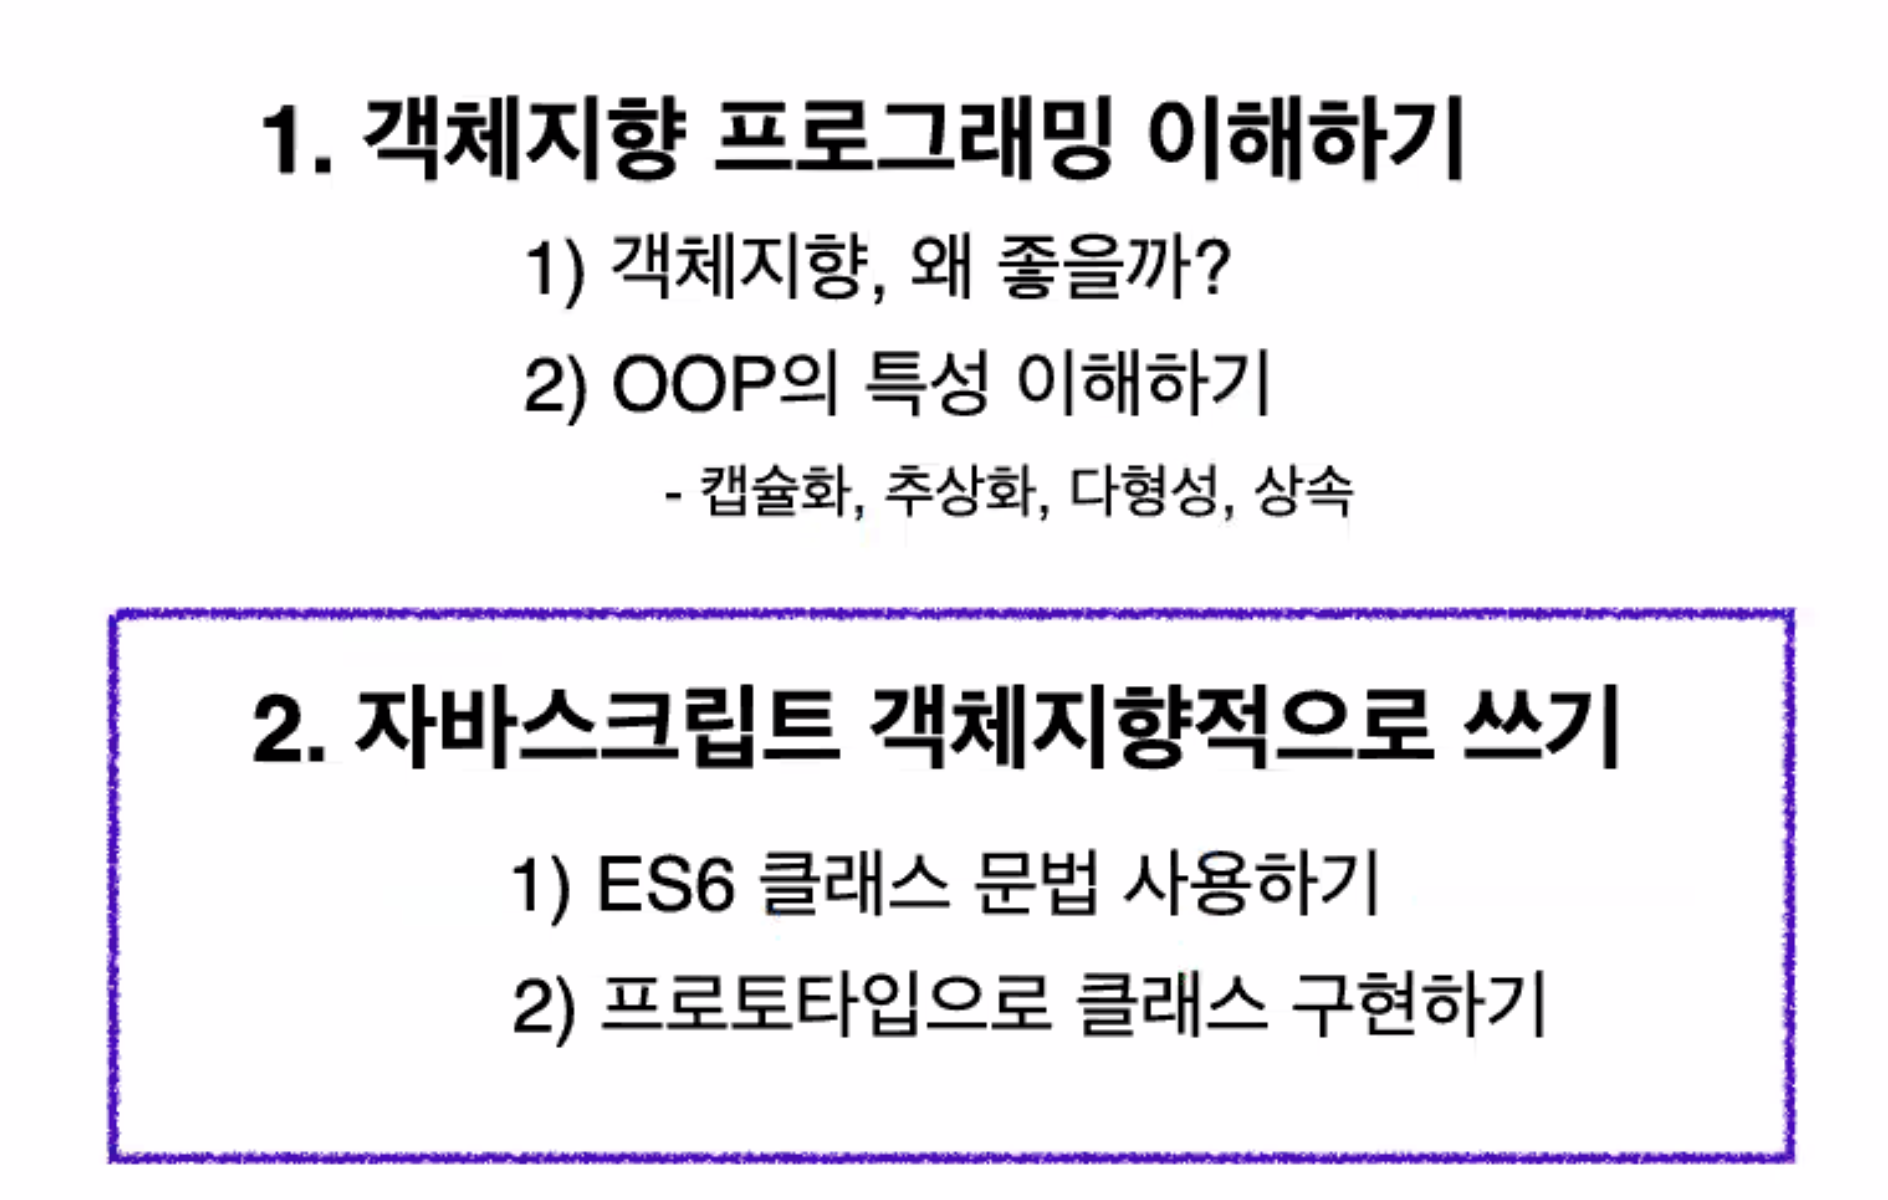 1. 객체지향 프로그래밍 이해하기
1) 객체지향, 왜 좋을까?
2) OOP의 특성 이해하기
- 캡슐화, 추상화, 다형성, 상속
2. 자바스크립트 객체지향적으로 쓰기
1) ES6 클래스 문법 사용하기
2) 프로토타입으로 클래스 구현하기